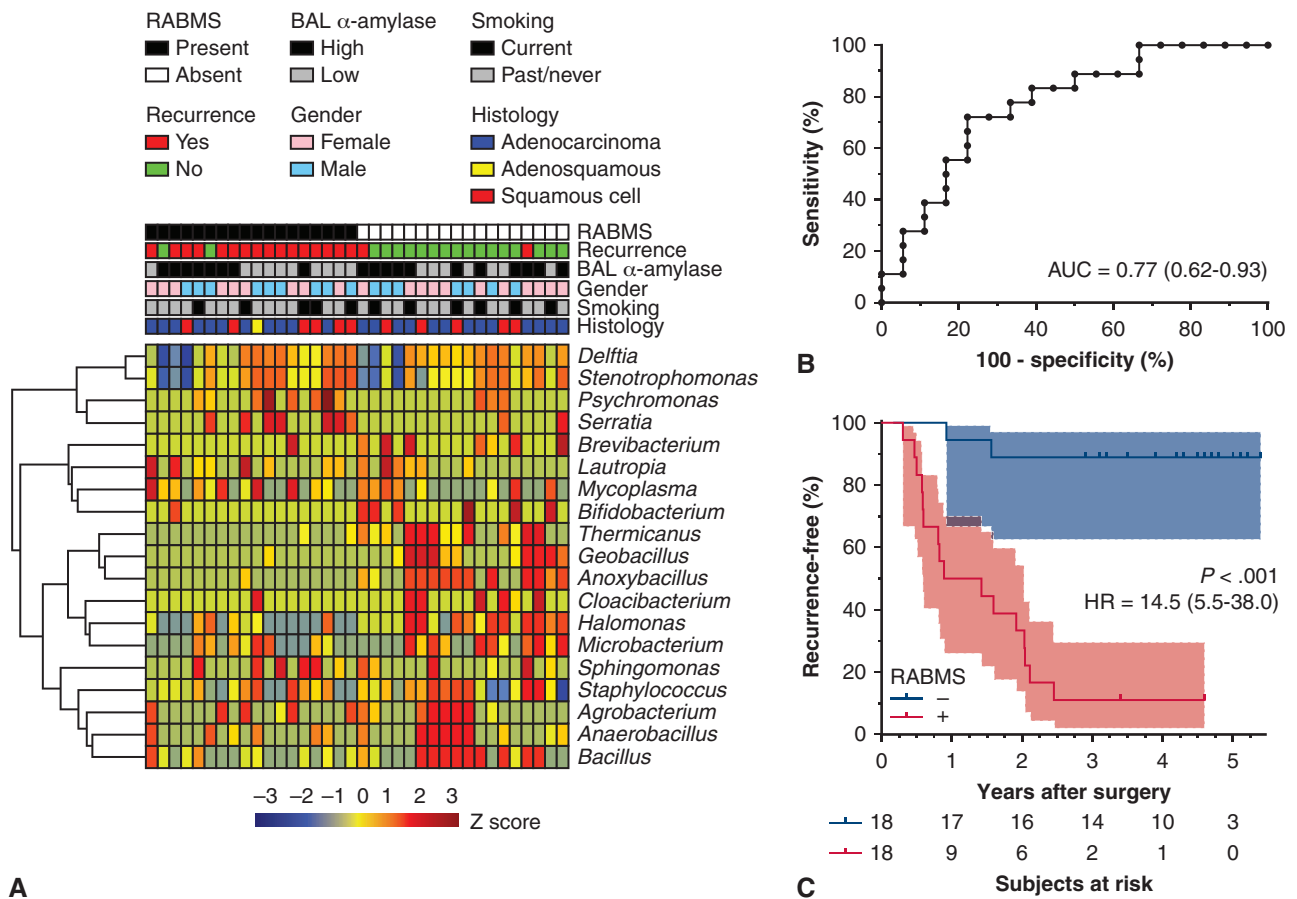 RABMS
Present
Absent
BAL α-amylase
High
Low
Smoking
Current
Past/never
Recurrence
Yes
No
Gender
Female
Male
Histology
Adenocarcinoma
Adenosquamous
Squamous cell
RABMS
Recurrence
BAL α-amylase
Gender
Smoking
Histology
Delftia
Stenotrophomonas
Psychromonas
Serratia
Brevibacterium
Lautropia
Mycoplasma
Bifidobacterium
Thermicanus
Geobacillus
Anoxybacillus
Cloacibacterium
Halomonas
Microbacterium
Sphingomonas
Staphylococcus
Agrobacterium
Anaerobacillus
Bacillus
–3 –2 –1 0 1 2 3
Z score
A
Sensitivity (%)
100
80
60
40
20
0
AUC = 0.77 (0.62-0.93)
0 20 40 60 80 100
100 - specificity (%)
B
Recurrence-free (%)
100
80
60
40
20
0
P < .001
HR = 14.5 (5.5-38.0)
RABMS
–
+
0 1 2 3 4 5
Years after surgery
18 17 16 14 10 3
18 9 6 2 1 0
Subjects at risk
C